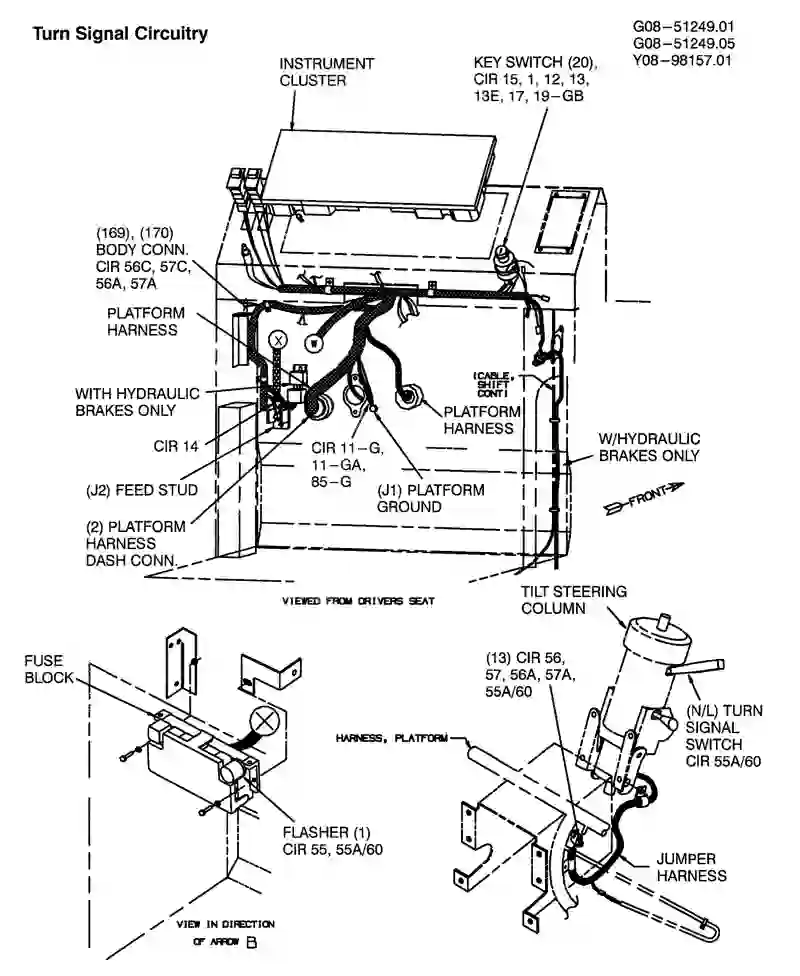 Turn Signal Circuitry
G08-51249.01
G08-51249.05
Y08-98157.01
INSTRUMENT
CLUSTER
KEY SWITCH (20),
CIR 15, 1, 12, 13,
13E, 17, 19-GB
(169), (170)
BODY CONN.
CIR 56C, 57C,
56A, 57A
PLATFORM
HARNESS
X
W
WITH HYDRAULIC
BRAKES ONLY
(CABLE,
SHIFT
CONT)
PLATFORM
HARNESS
CIR 14
CIR 11-G,
11-GA,
85-G
W/HYDRAULIC
BRAKES ONLY
(J2) FEED STUD
(J1) PLATFORM
GROUND
FRONT
(2) PLATFORM
HARNESS
DASH CONN.
VIEWED FROM DRIVERS SEAT
TILT STEERING
COLUMN
FUSE
BLOCK
X
(13) CIR 56,
57, 56A, 57A,
55A/60
(N/L) TURN
SIGNAL
SWITCH
CIR 55A/60
HARNESS, PLATFORM
FLASHER (1)
CIR 55, 55A/60
JUMPER
HARNESS
VIEW IN DIRECTION
OF ARROW B